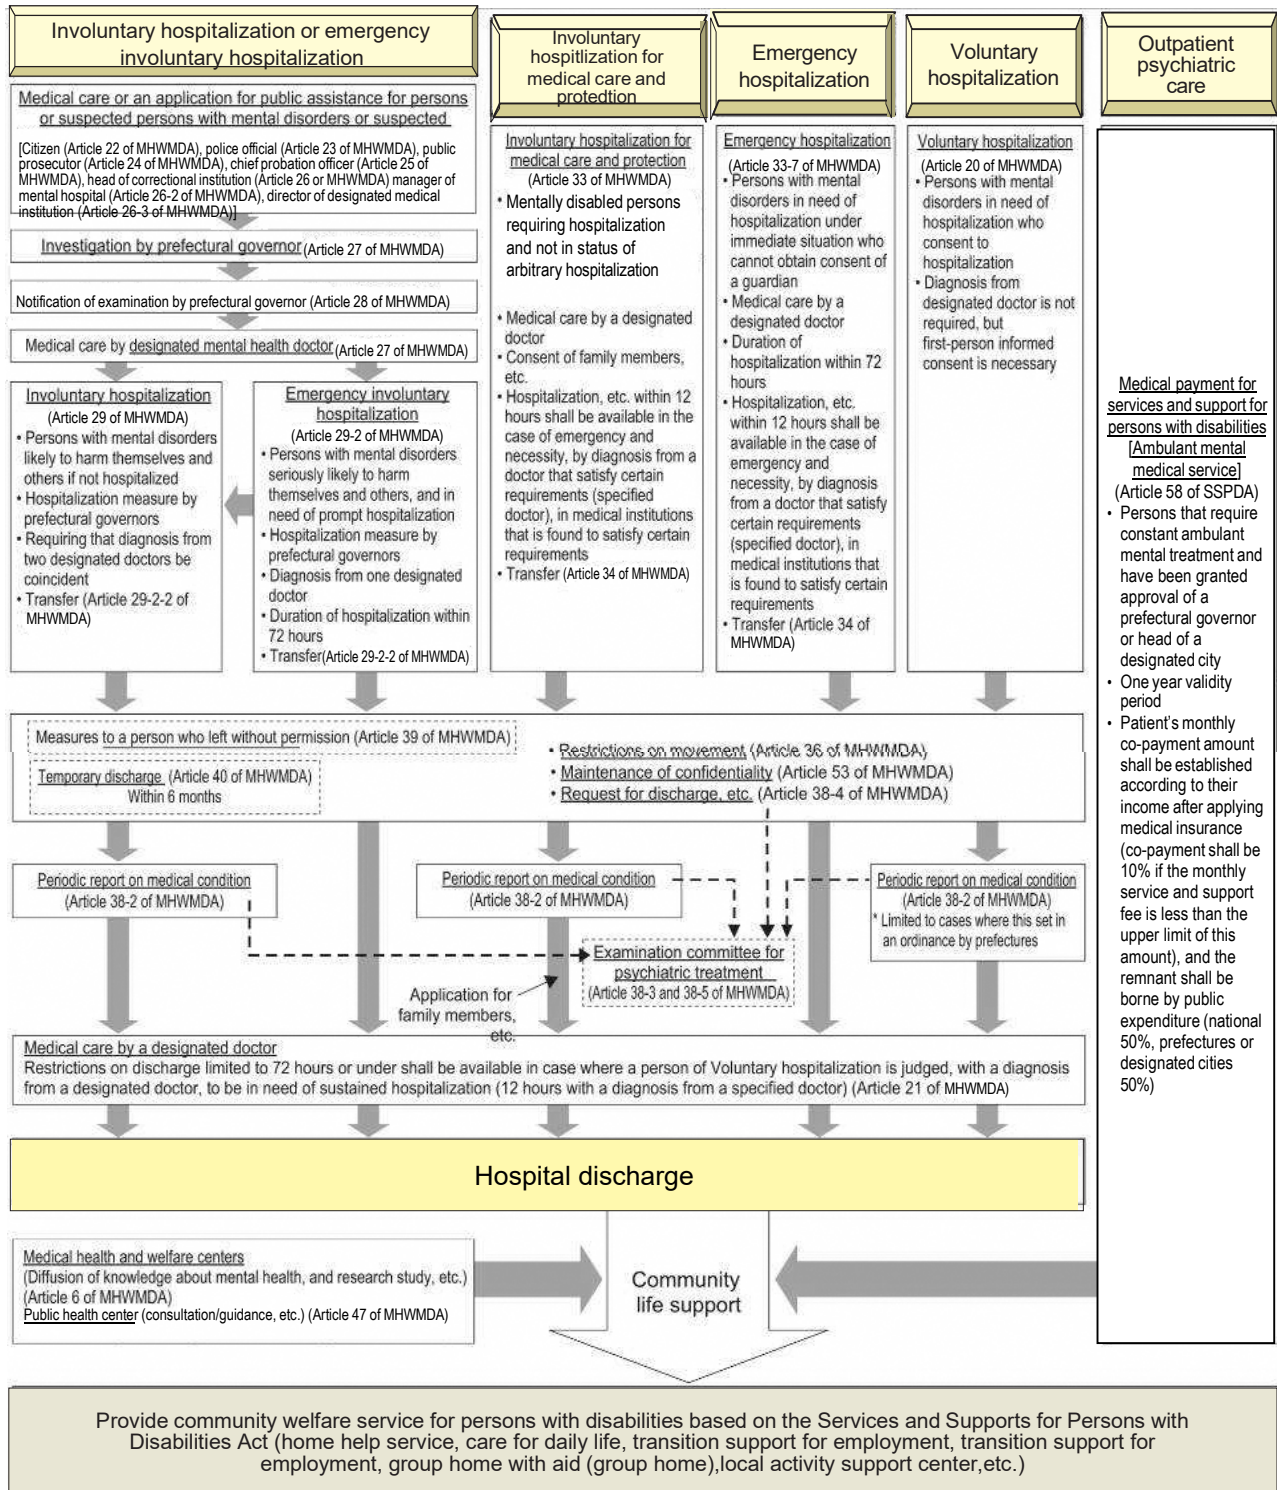 Involuntary hospitalization or emergency
involuntary hospitalization
Involuntary
hospitlization for
medical care and
protedtion
Emergency
hospitalization
Voluntary
hospitalization
Outpatient
psychiatric
care
Medical care or an application for public assistance for persons
or suspected persons with mental disorders or suspected
[Citizen (Article 22 of MHWMDA), police official (Article 23 of MHWMDA), public
prosecutor (Article 24 of MHWMDA), chief probation officer (Article 25 of
MHWMDA), head of correctional institution (Article 26 or MHWMDA) manager of
mental hospital (Article 26-2 of MHWMDA), director of designated medical
institution (Article 26-3 of MHWMDA)]
Investigation by prefectural governor (Article 27 of MHWMDA)
Notification of examination by prefectural governor (Article 28 of MHWMDA)
Medical care by designated mental health doctor (Article 27 of MHWMDA)
Involuntary hospitalization
(Article 29 of MHWMDA)
• Persons with mental disorders
likely to harm themselves and
others if not hospitalized
• Hospitalization measure by
prefectural governors
• Requiring that diagnosis from
two designated doctors be
coincident
• Transfer (Article 29-2-2 of
MHWMDA)
Emergency involuntary
hospitalization
(Article 29-2 of MHWMDA)
• Persons with mental disorders
seriously likely to harm
themselves and others, and in
need of prompt hospitalization
• Hospitalization measure by
prefectural governors
• Diagnosis from one designated
doctor
• Duration of hospitalization within
72 hours
• Transfer(Article 29-2-2 of MHWMDA)
Involuntary hospitalization for
medical care and protection
(Article 33 of MHWMDA)
• Mentally disabled persons
requiring hospitalization
and not in status of
arbitrary hospitalization
• Medical care by a designated
doctor
• Consent of family members,
etc.
• Hospitalization, etc. within 12
hours shall be available in the
case of emergency and
necessity, by diagnosis from a
doctor that satisfy certain
requirements (specified
doctor), in medical institutions
that is found to satisfy certain
requirements
• Transfer (Article 34 of MHWMDA)
Emergency hospitalization
(Article 33-7 of MHWMDA)
• Persons with mental
disorders in need of
hospitalization under
immediate situation who
cannot obtain consent of
a guardian
• Medical care by a
designated doctor
• Duration of
hospitalization within 72
hours
• Hospitalization, etc.
within 12 hours shall be
available in the case of
emergency and
necessity, by diagnosis
from a doctor that satisfy
certain requirements
(specified doctor), in
medical institutions that
is found to satisfy certain
requirements
• Transfer (Article 34 of
MHWMDA)
Voluntary hospitalization
(Article 20 of MHWMDA)
• Persons with mental
disorders in need of
hospitalization who
consent to
hospitalization
• Diagnosis from
designated doctor is not
required, but
first-person informed
consent is necessary
Medical payment for
services and support for
persons with disabilities
[Ambulant mental
medical service]
(Article 58 of SSPDA)
• Persons that require
constant ambulant
mental treatment and
have been granted
approval of a
prefectural governor
or head of a
designated city
• One year validity
period
• Patient's monthly
co-payment amount
shall be established
according to their
income after applying
medical insurance
(co-payment shall be
10% if the monthly
service and support
fee is less than the
upper limit of this
amount), and the
remnant shall be
borne by public
expenditure (national
50%, prefectures or
designated cities
50%)
Measures to a person who left without permission (Article 39 of MHWMDA)
Temporary discharge (Article 40 of MHWMDA)
Within 6 months
• Restrictions on movement (Article 36 of MHWMDA)
• Maintenance of confidentiality (Article 53 of MHWMDA)
• Request for discharge, etc. (Article 38-4 of MHWMDA)
Periodic report on medical condition
(Article 38-2 of MHWMDA)
Periodic report on medical condition
(Article 38-2 of MHWMDA)
Periodic report on medical condition
(Article 38-2 of MHWMDA)
* Limited to cases where this set in
an ordinance by prefectures
Examination committee for
psychiatric treatment
(Article 38-3 and 38-5 of MHWMDA)
Application for
family members,
etc.
Medical care by a designated doctor
Restrictions on discharge limited to 72 hours or under shall be available in case where a person of Voluntary hospitalization is judged, with a diagnosis
from a designated doctor, to be in need of sustained hospitalization (12 hours with a diagnosis from a specified doctor) (Article 21 of MHWMDA)
Hospital discharge
Medical health and welfare centers
(Diffusion of knowledge about mental health, and research study, etc.)
(Article 6 of MHWMDA)
Public health center (consultation/guidance, etc.) (Article 47 of MHWMDA)
Community
life support
Provide community welfare service for persons with disabilities based on the Services and Supports for Persons with
Disabilities Act (home help service, care for daily life, transition support for employment, transition support for
employment, group home with aid (group home),local activity support center,etc.)